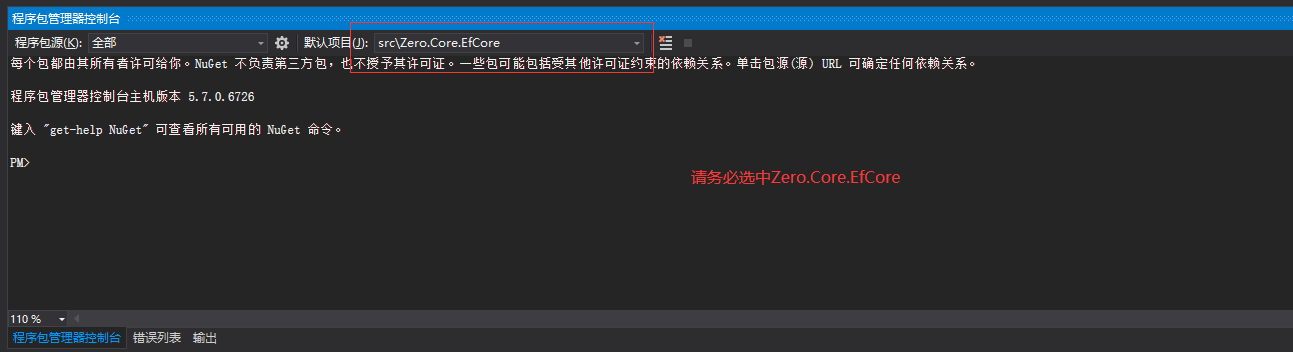 程序包管理器控制台
程序包源(K): 全部 默认项目(J): src\Zero.Core.EfCore
每个包都由其所有者许可给你。NuGet 不负责第三方包，也不授予其许可证。一些包可能包括受其他许可证约束的依赖关系。单击包源(源) URL 可确定任何依赖关系。
程序包管理器控制台主机版本 5.7.0.6726
键入 "get-help NuGet" 可查看所有可用的 NuGet 命令。
PM>
请务必选中Zero.Core.EfCore
110 %
程序包管理器控制台 错误列表 输出